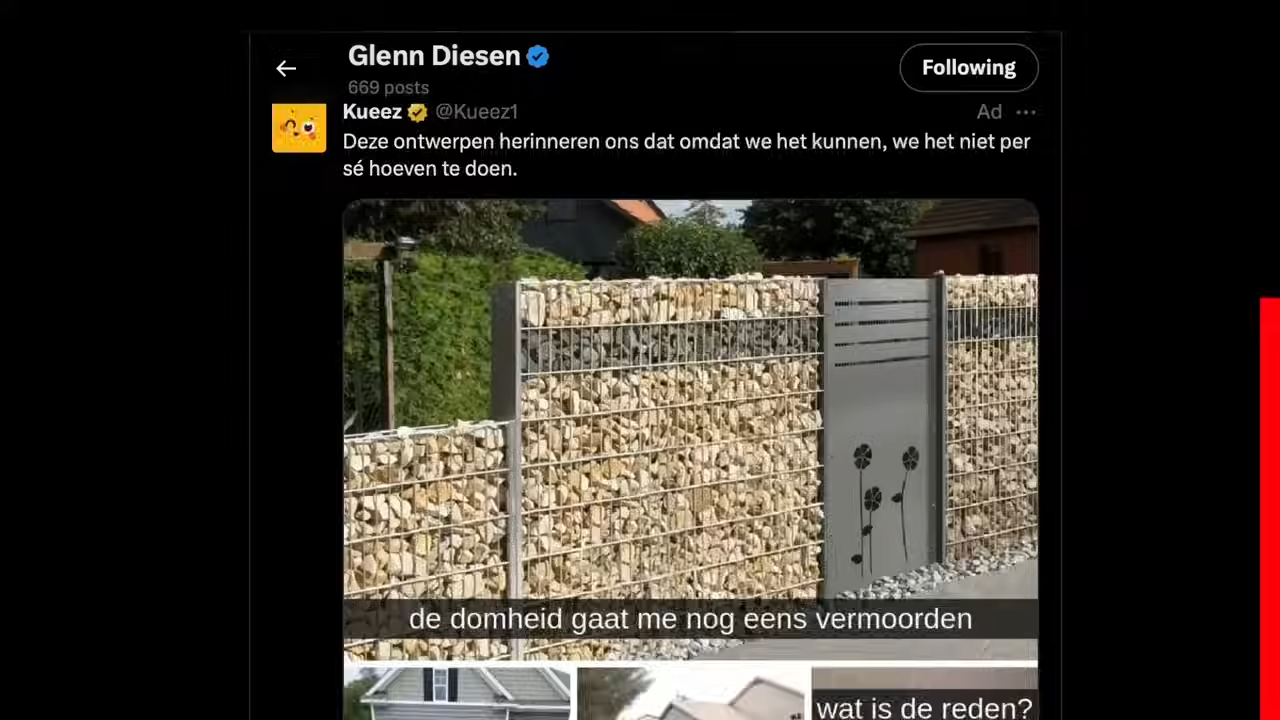 Glenn Diesen
669 posts
Following
Kueez @Kueez1
Ad
Deze ontwerpen herinneren ons dat omdat we het kunnen, we het niet per
sé hoeven te doen.
de domheid gaat me nog eens vermoorden
wat is de reden?